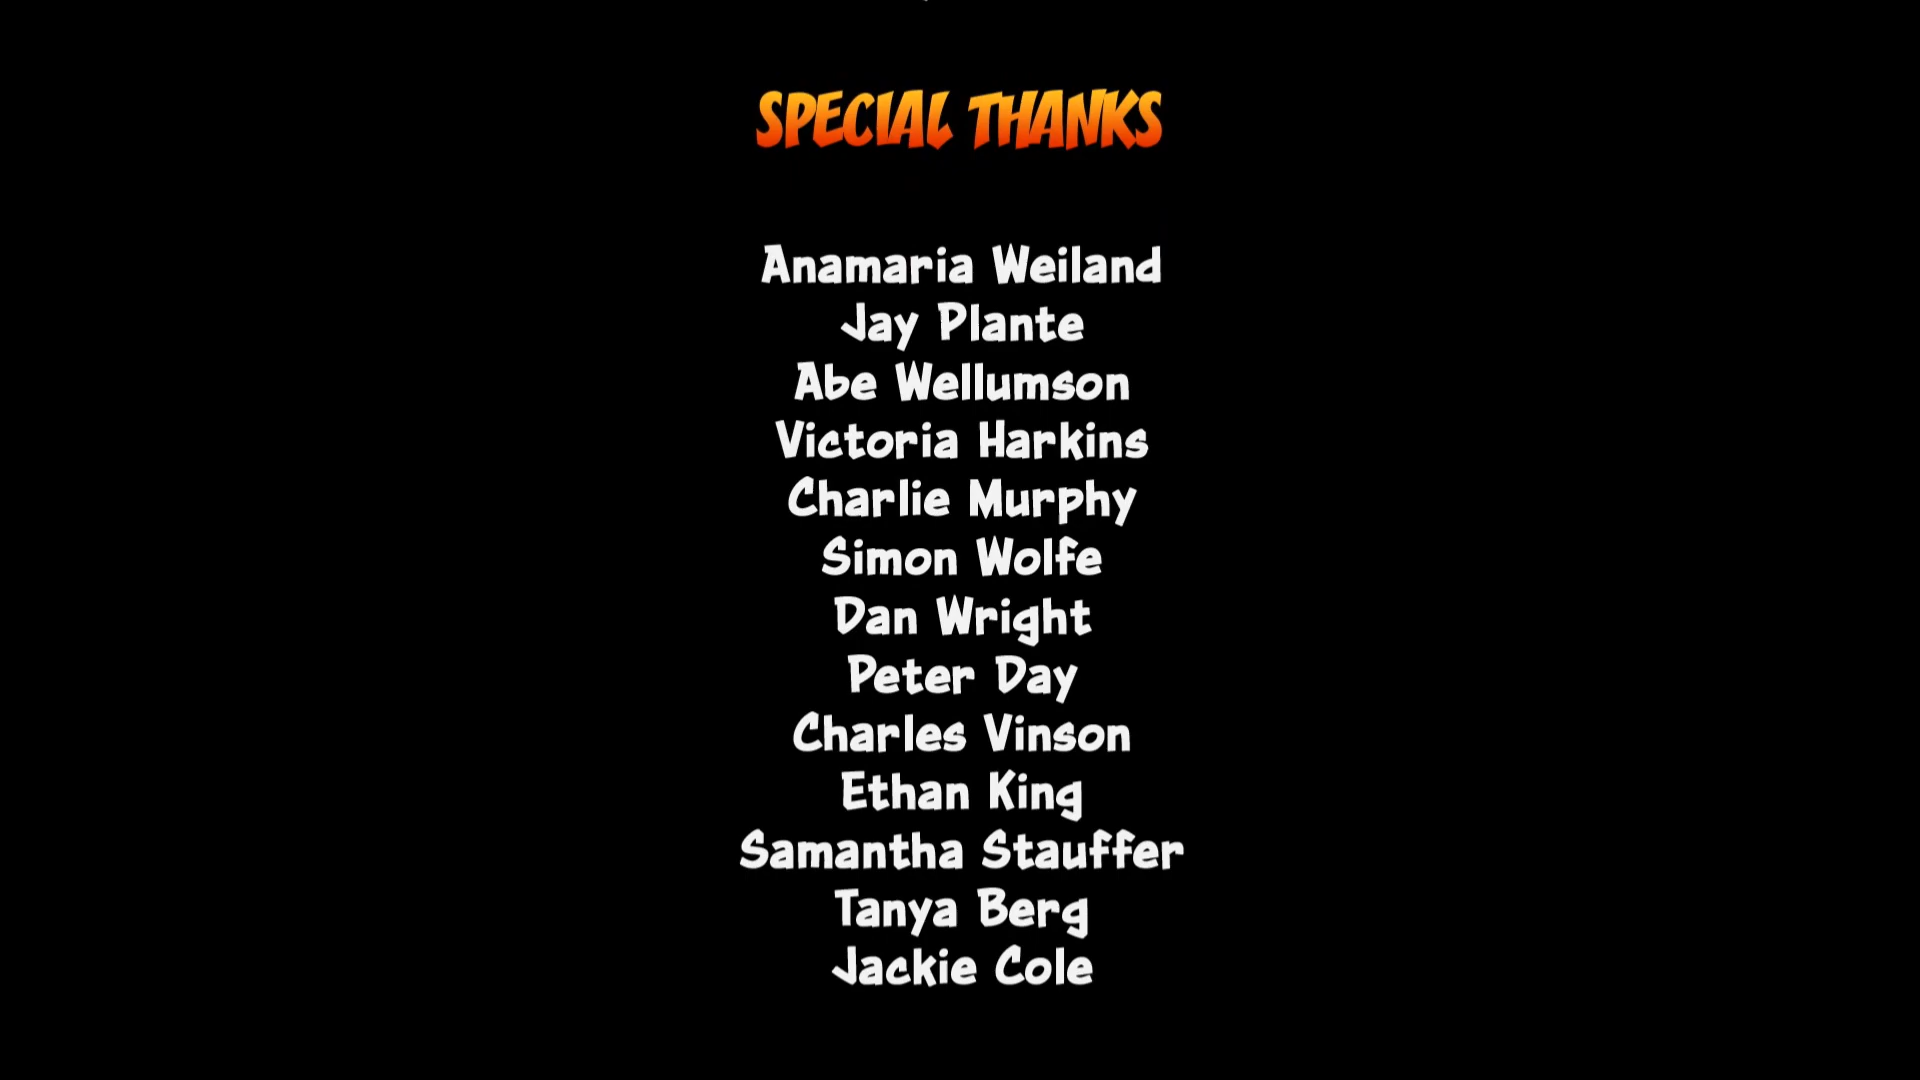 SPECIAL THANKS
Anamaria Weiland
Jay Plante
Abe Wellumson
Victoria Harkins
Charlie Murphy
Simon Wolfe
Dan Wright
Peter Day
Charles Vinson
Ethan King
Samantha Stauffer
Tanya Berg
Jackie Cole